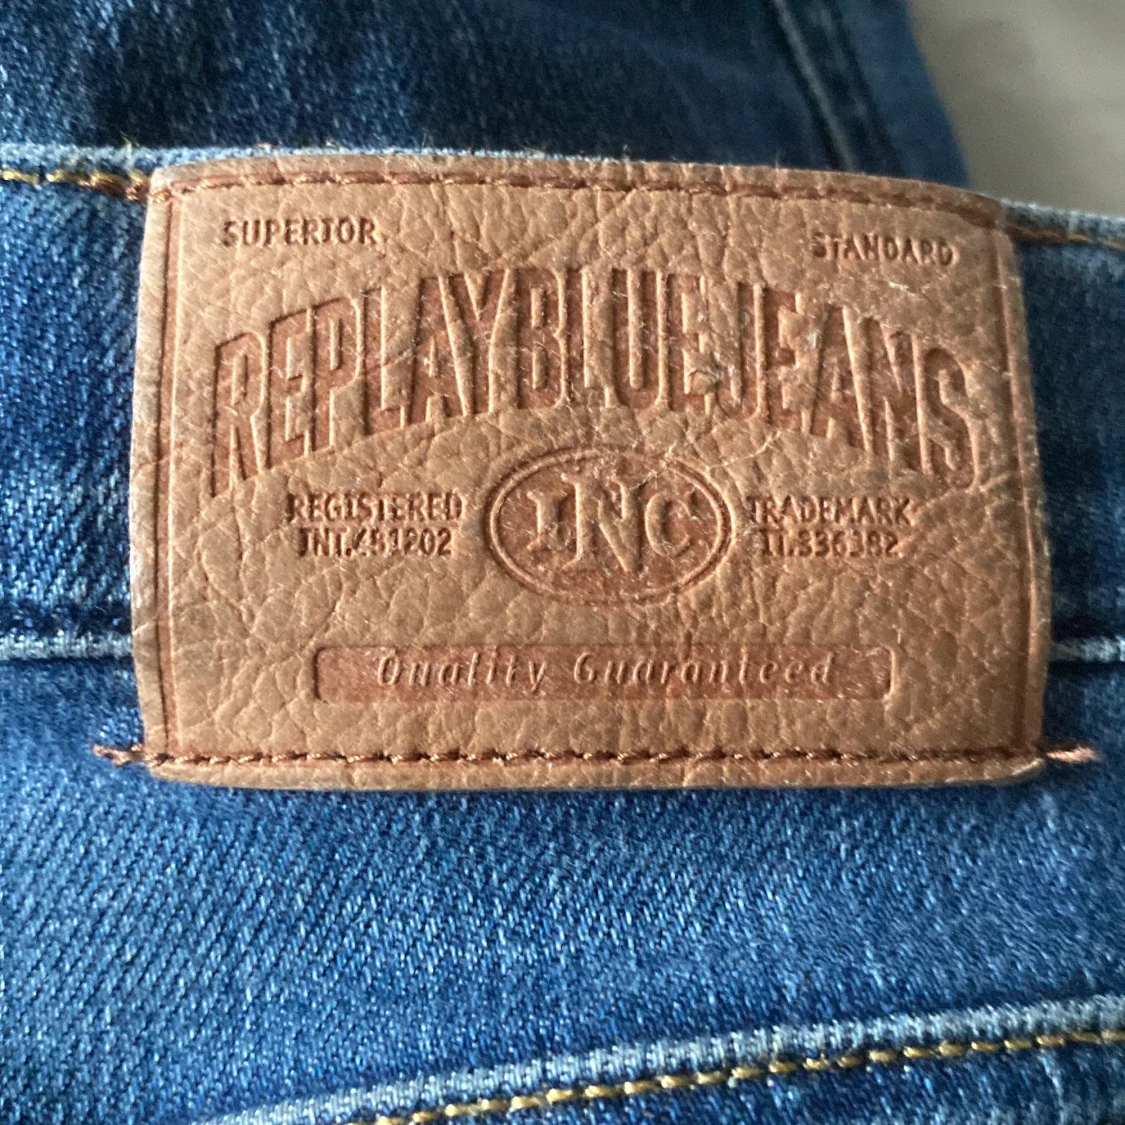 SUPERIOR STANDARD
REPLAY BLUE JEANS
REGISTERED INC TRADEMARK
INT.451202 IT.336382
Quality Guaranteed